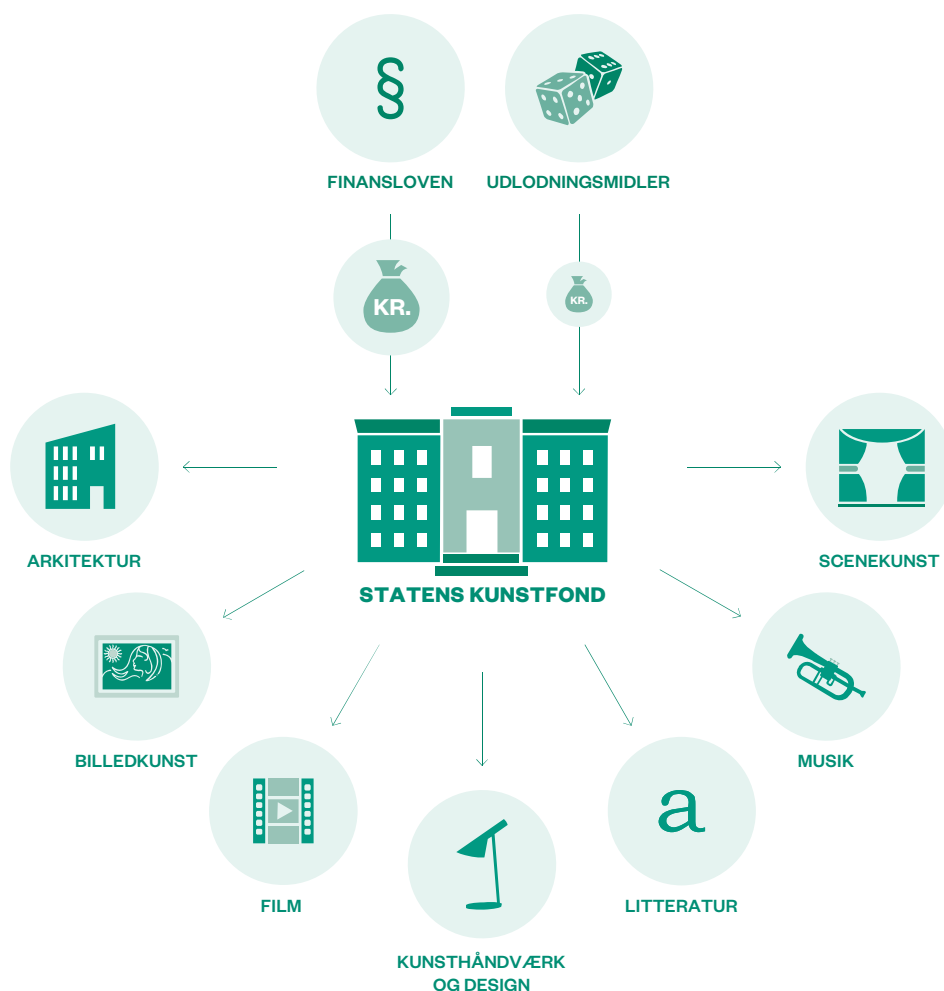 §
FINANSLOVEN
UDLODNINGSMIDLER
KR.
KR.
STATENS KUNSTFOND
ARKITEKTUR
SCENEKUNST
BILLEDKUNST
MUSIK
FILM
a
LITTERATUR
KUNSTHÅNDVÆRK
OG DESIGN